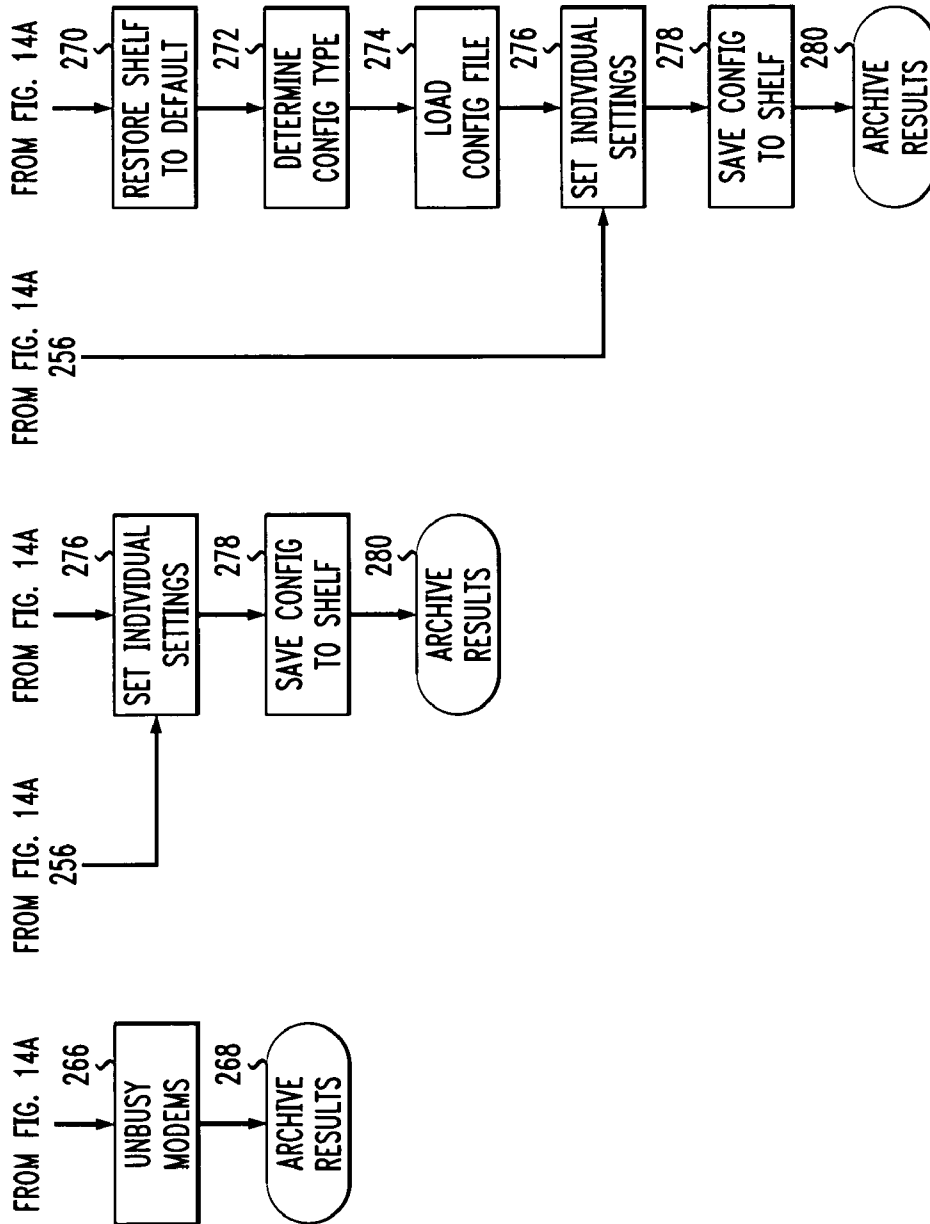 FROM FIG. 14A
266
UNBUSY
MODEMS
268
ARCHIVE
RESULTS
FROM FIG. 14A
256
FROM FIG. 14A
276
SET INDIVIDUAL
SETTINGS
278
SAVE CONFIG
TO SHELF
280
ARCHIVE
RESULTS
FROM FIG. 14A
256
FROM FIG. 14A
270
RESTORE SHELF
TO DEFAULT
272
DETERMINE
CONFIG TYPE
274
LOAD
CONFIG FILE
276
SET INDIVIDUAL
SETTINGS
278
SAVE CONFIG
TO SHELF
280
ARCHIVE
RESULTS